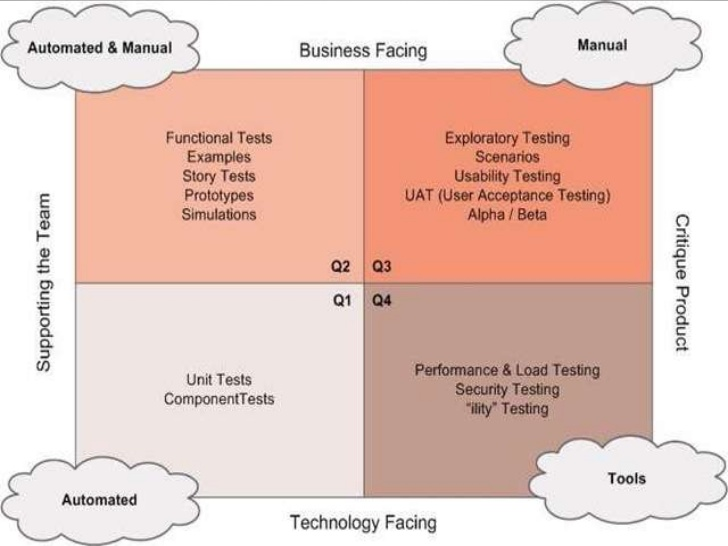 Automated & Manual
Business Facing
Manual
Functional Tests
Examples
Story Tests
Prototypes
Simulations
Exploratory Testing
Scenarios
Usability Testing
UAT (User Acceptance Testing)
Alpha / Beta
Supporting the Team
Critique Product
Q2
Q3
Q1
Q4
Unit Tests
ComponentTests
Performance & Load Testing
Security Testing
"ility" Testing
Automated
Tools
Technology Facing